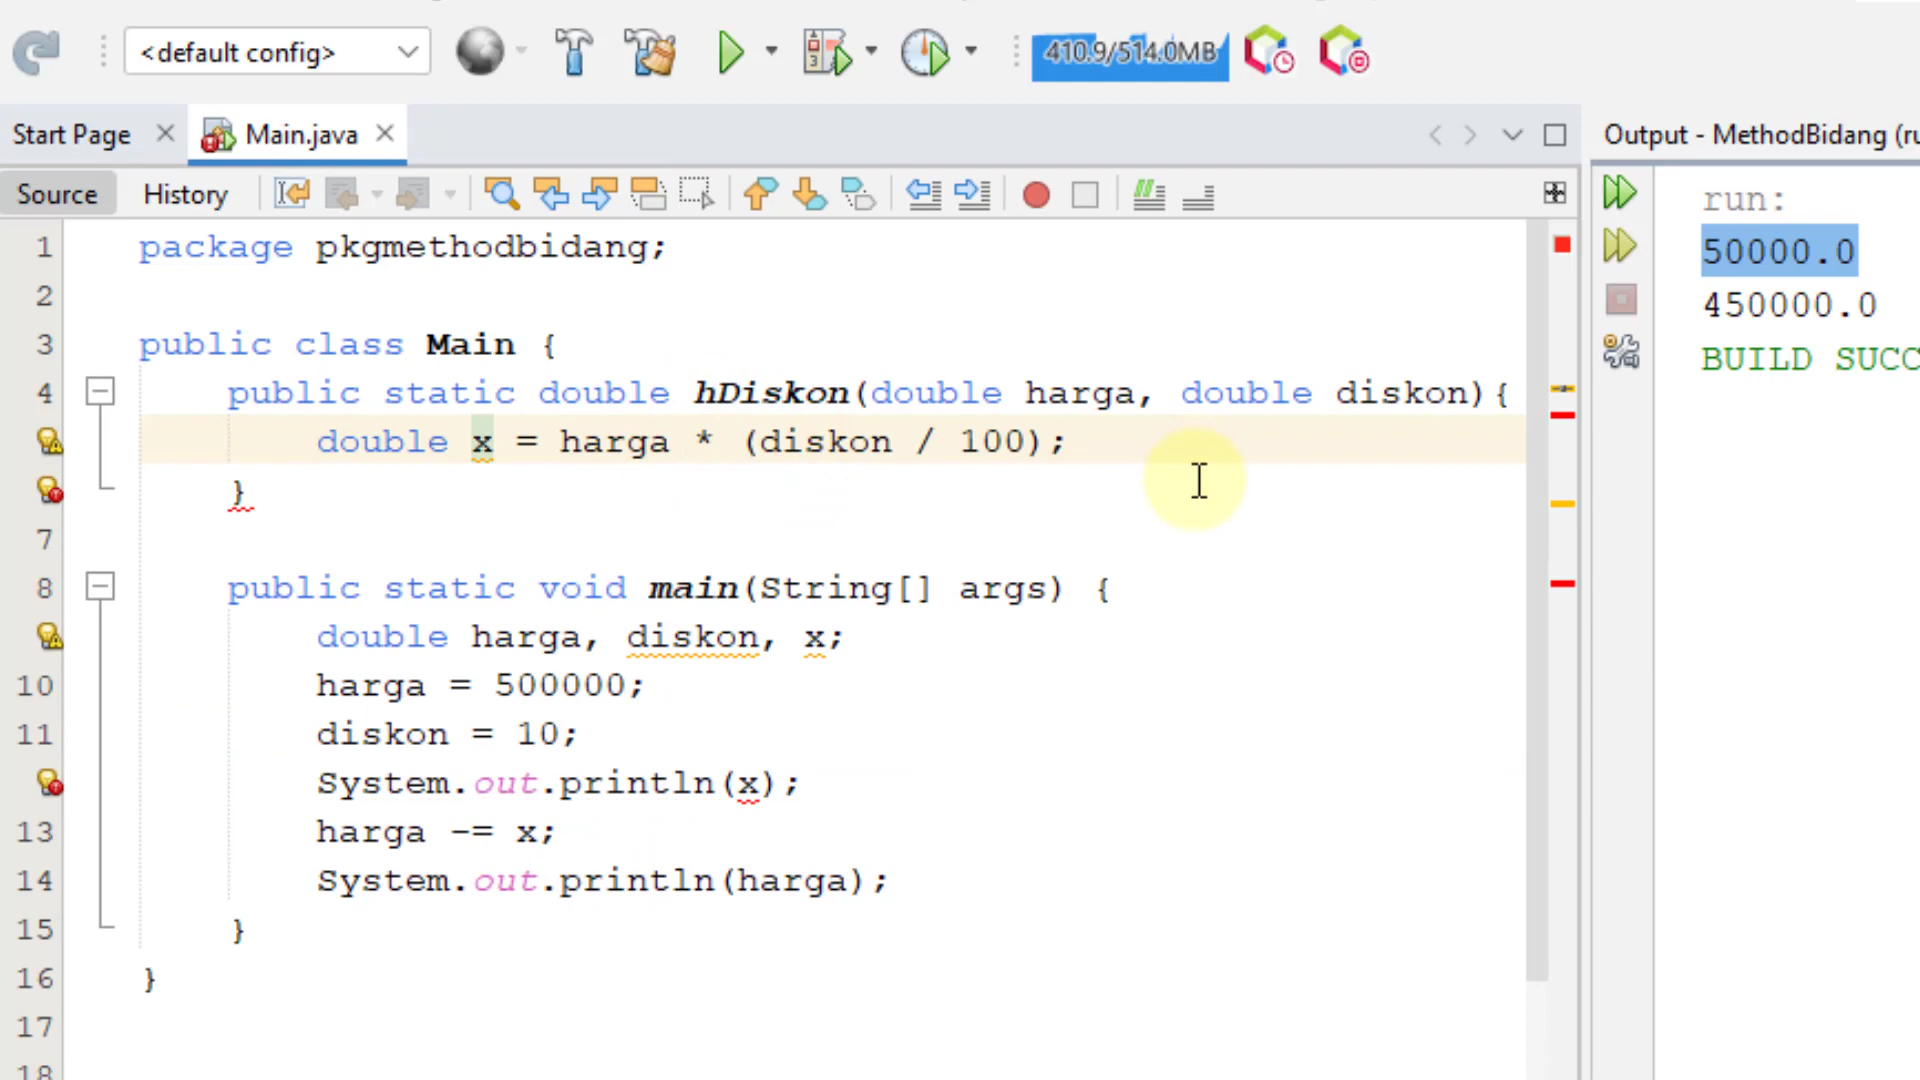 <default config>
410.9/514.0MB
Start Page
Main.java
Output - MethodBidang (ru
Source
History
1 package pkgmethodbidang;
2
3 public class Main {
4 public static double hDiskon(double harga, double diskon){
double x = harga * (diskon / 100);
}
7
8 public static void main(String[] args) {
double harga, diskon, x;
10 harga = 500000;
11 diskon = 10;
System.out.println(x);
13 harga -= x;
14 System.out.println(harga);
15 }
16 }
17
18
run:
50000.0
450000.0
BUILD SUCC